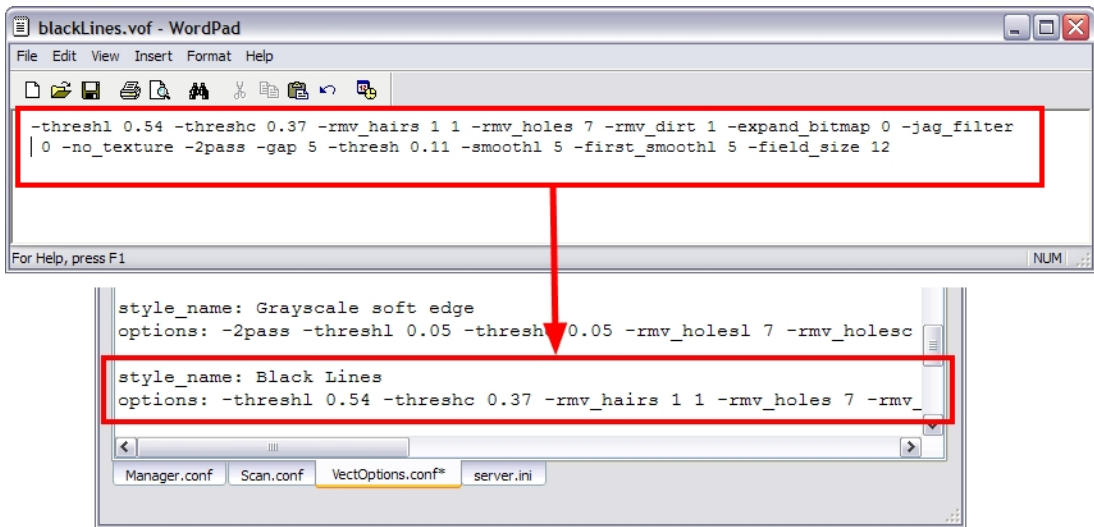 blackLines.vof - WordPad
File Edit View Insert Format Help
-threshl 0.54 -threshc 0.37 -rmv_hairs 1 1 -rmv_holes 7 -rmv_dirt 1 -expand_bitmap 0 -jag_filter
0 -no_texture -2pass -gap 5 -thresh 0.11 -smoothl 5 -first_smoothl 5 -field_size 12
For Help, press F1 NUM
style_name: Grayscale soft edge
options: -2pass -threshl 0.05 -thresh 0.05 -rmv_holesl 7 -rmv_holesc
style_name: Black Lines
options: -threshl 0.54 -threshc 0.37 -rmv_hairs 1 1 -rmv_holes 7 -rmv_
Manager.conf Scan.conf VectOptions.conf* server.ini